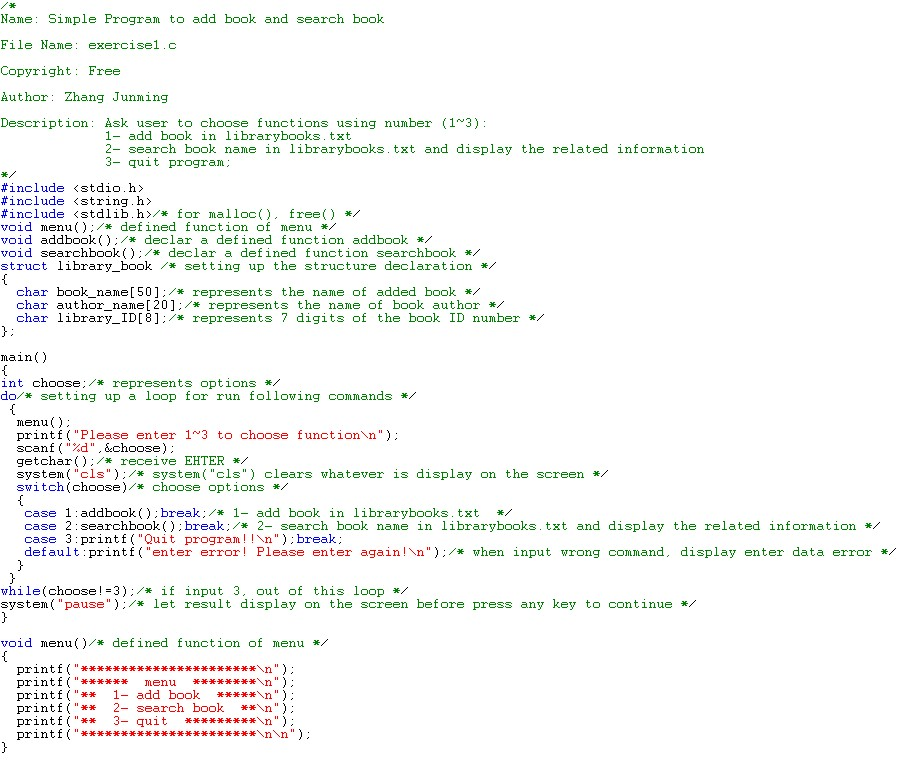 /*
Name: Simple Program to add book and search book
File Name: exercise1.c
Copyright: Free
Author: Zhang Junming
Description: Ask user to choose functions using number (1~3):
1- add book in librarybooks.txt
2- search book name in librarybooks.txt and display the related information
3- quit program;
*/
#include <stdio.h>
#include <string.h>
#include <stdlib.h>/* for malloc(), free() */
void menu();/* defined function of menu */
void addbook();/* declar a defined function addbook */
void searchbook();/* declar a defined function searchbook */
struct library_book /* setting up the structure declaration */
{
  char book_name[50];/* represents the name of added book */
  char author_name[20];/* represents the name of book author */
  char library_ID[8];/* represents 7 digits of the book ID number */
};
main()
{
int choose;/* represents options */
do/* setting up a loop for run following commands */
 {
  menu();
  printf("Please enter 1~3 to choose function\n");
  scanf("%d",&choose);
  getchar();/* receive EHTER */
  system("cls");/* system("cls") clears whatever is display on the screen */
  switch(choose)/* choose options */
  {
   case 1:addbook();break;/* 1- add book in librarybooks.txt  */
   case 2:searchbook();break;/* 2- search book name in librarybooks.txt and display the related information */
   case 3:printf("Quit program!!\n");break;
   default:printf("enter error! Please enter again!\n");/* when input wrong command, display enter data error */
  }
 }
while(choose!=3);/* if input 3, out of this loop */
system("pause");/* let result display on the screen before press any key to continue */
}
void menu()/* defined function of menu */
{
  printf("**********************\n");
  printf("******  menu  ********\n");
  printf("**  1- add book  *****\n");
  printf("**  2- search book  **\n");
  printf("**  3- quit  *********\n");
  printf("**********************\n\n");
}